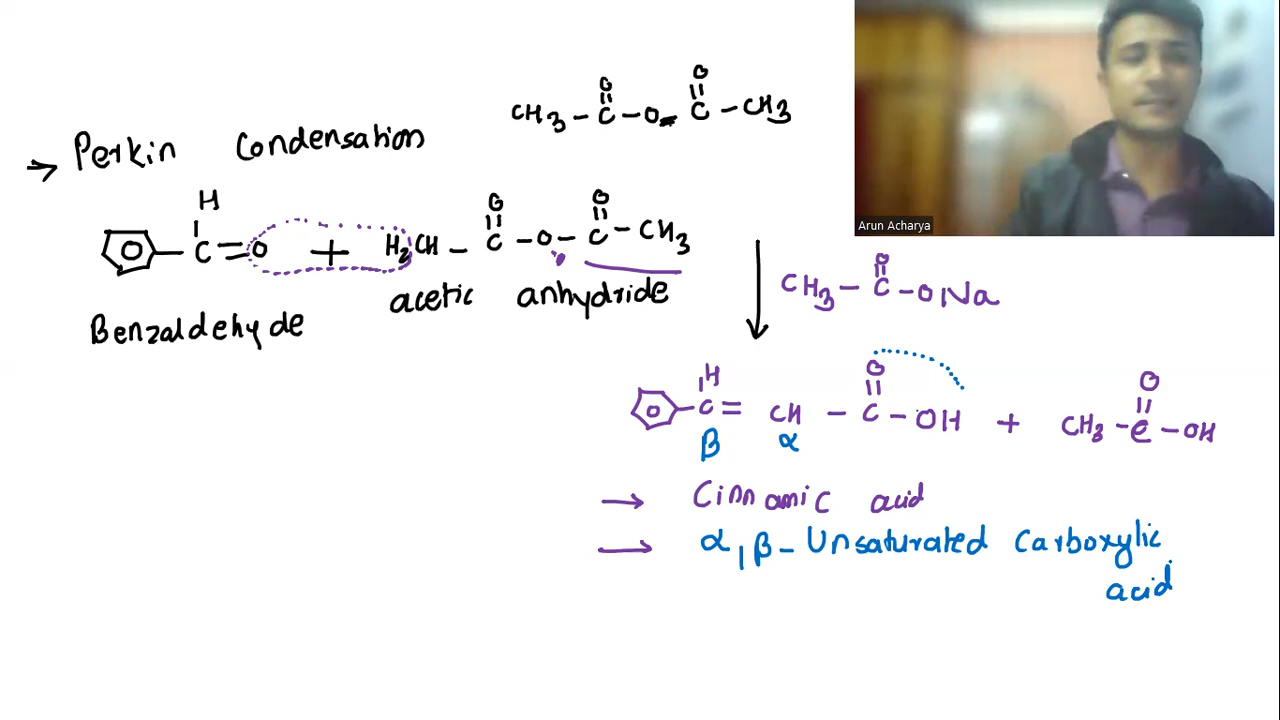 CH3 - C - O - C - CH3
O O
→ Perkin Condensation
H
C = O + H2CH - C - O - C - CH3
O O
Benzaldehyde
acetic anhydride
Arun Acharya
CH3 - C - ONa
O
H
C = CH - C - OH + CH3 - C - OH
O O
β α
→ Cinnamic acid
→ α, β - Unsaturated Carboxylic
acid